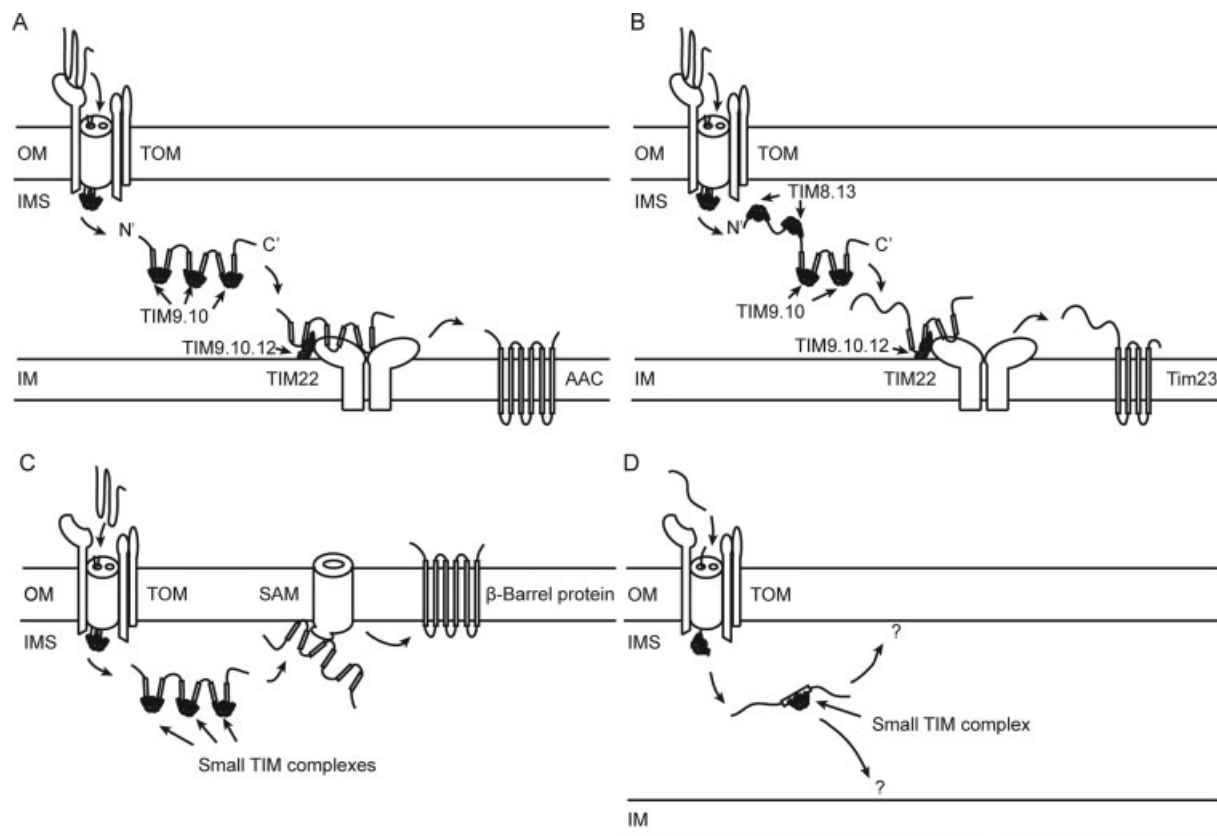 A
OM
TOM
IMS
N'
C'
TIM9.10
TIM9.10.12
IM
TIM22
AAC
B
OM
TOM
IMS
TIM8.13
N'
C'
TIM9.10
TIM9.10.12
IM
TIM22
Tim23
C
OM
TOM
SAM
β-Barrel protein
IMS
Small TIM complexes
D
OM
TOM
IMS
?
Small TIM complex
?
IM